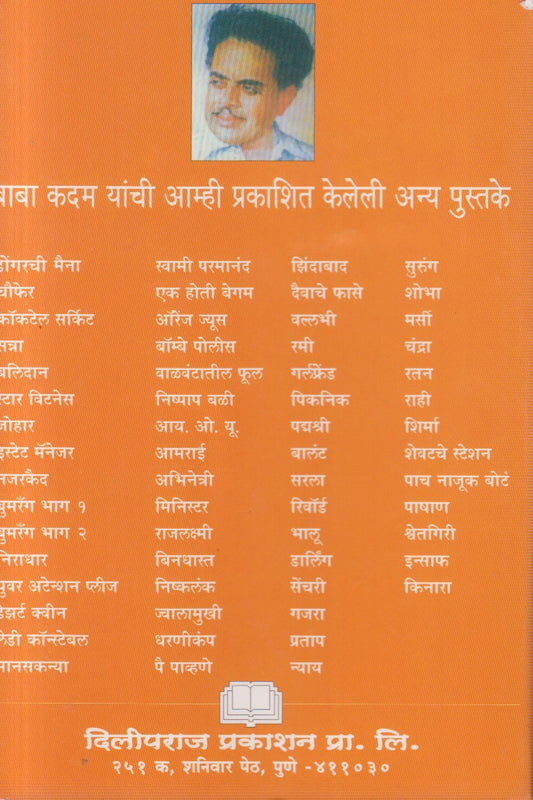 बाबा कदम यांची आम्ही प्रकाशित केलेली अन्य पुस्तके
डोंगरची मैना
चौफेर
कॉकटेल सर्किट
सन्ना
बलिदान
स्टार विटनेस
जोहार
इस्टेट मॅनेजर
नजरकैद
बुमरँग भाग १
बुमरँग भाग २
निराधार
युवर अटेन्शन प्लीज
डेझर्ट क्वीन
लेडी कॉन्स्टेबल
मानसकन्या
स्वामी परमानंद
एक होती बेगम
ऑरेंज ज्यूस
बॉम्बे पोलीस
वाळवंटातील फूल
निष्पाप बळी
आय. ओ. यू.
आमराई
अभिनेत्री
मिनिस्टर
राजलक्ष्मी
बिनधास्त
निष्कलंक
ज्वालामुखी
धरणीकंप
पै पाव्हणे
झिंदाबाद
दैवाचे फासे
वल्लभी
रमी
गर्लफ्रेंड
पिकनिक
पद्मश्री
बालंट
सरला
रिवॉर्ड
भालू
डार्लिंग
सेंचरी
गजरा
प्रताप
न्याय
सुरुंग
शोभा
मर्सी
चंद्रा
रतन
राही
शिर्मा
शेवटचे स्टेशन
पाच नाजूक बोटं
पाषाण
श्वेतगिरी
इन्साफ
किनारा
दिलीपराज प्रकाशन प्रा. लि.
२५१ क, शनिवार पेठ, पुणे -४११०३०